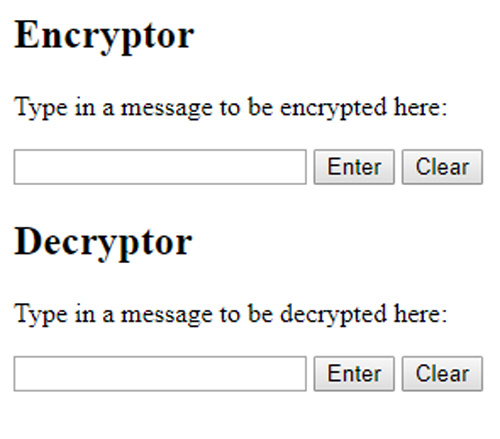 Encryptor
Type in a message to be encrypted here:
Enter Clear
Decryptor
Type in a message to be decrypted here:
Enter Clear